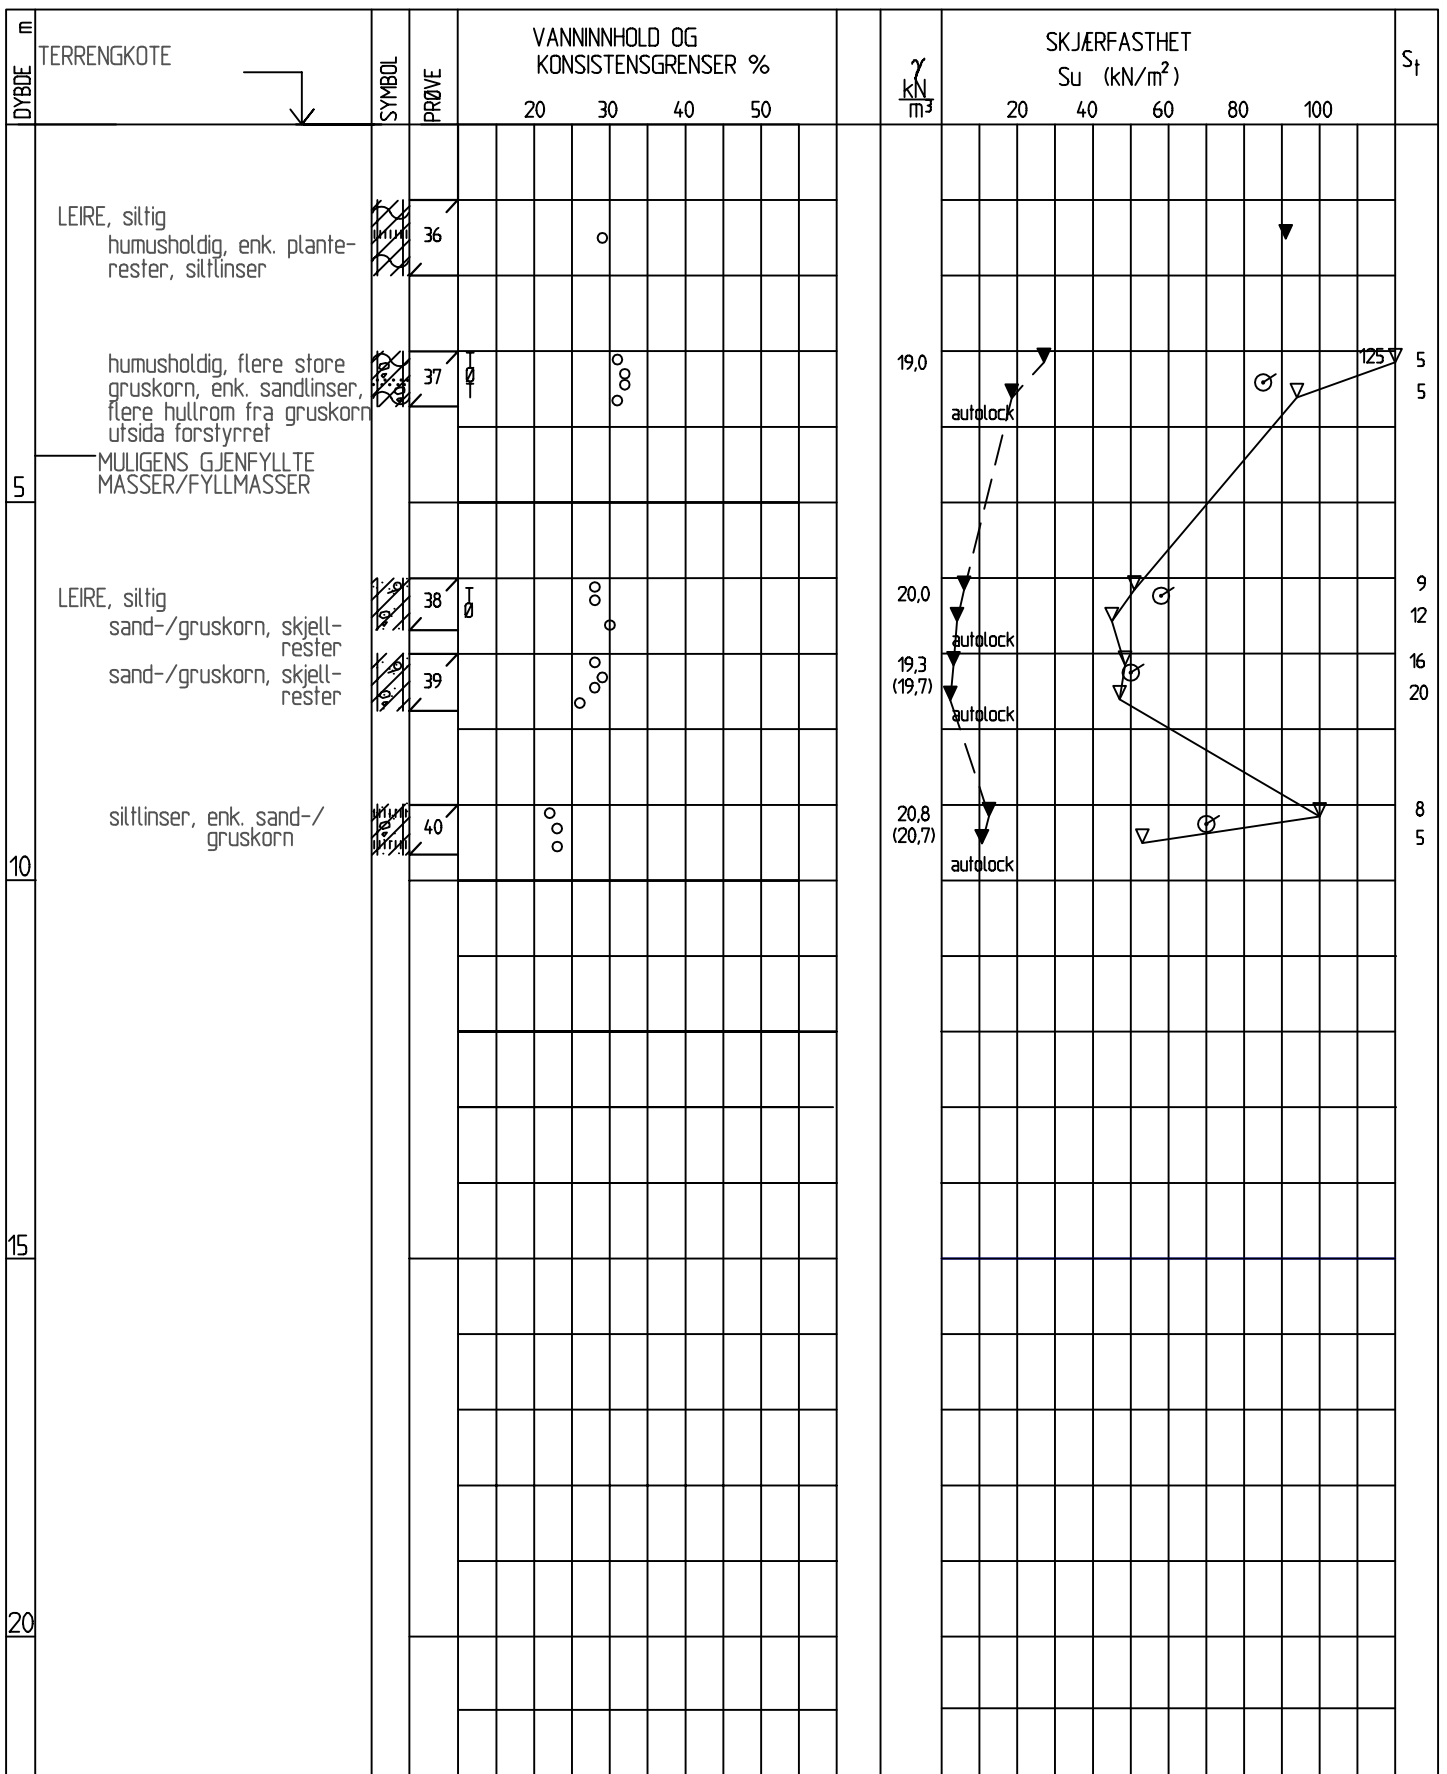 m
DYBDE
TERRENGKOTE
SYMBOL
PRØVE
VANNINNHOLD OG
KONSISTENSGRENSER %
20 30 40 50
γ
kN
m³
SKJÆRFASTHET
Su (kN/m²)
20 40 60 80 100
St
LEIRE, siltig
humusholdig, enk. plante-
rester, siltlinser
36
humusholdig, flere store
gruskorn, enk. sandlinser,
flere hullrom fra gruskorn
utsida forstyrret
37
T
Ø
T
19,0
125
5
5
autolock
MULIGENS GJENFYLLTE
MASSER/FYLLMASSER
5
LEIRE, siltig
sand-/gruskorn, skjell-
rester
38
T
Ø
20,0
9
12
autolock
sand-/gruskorn, skjell-
rester
39
19,3
(19,7)
16
20
autolock
siltlinser, enk. sand-/
gruskorn
40
20,8
(20,7)
8
5
autolock
10
15
20